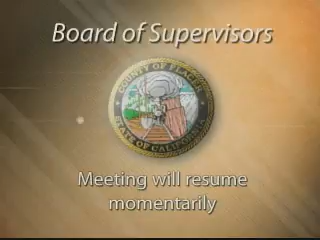 Board of Supervisors
COUNTY OF PLACER
STATE OF CALIFORNIA
Meeting will resume
momentarily